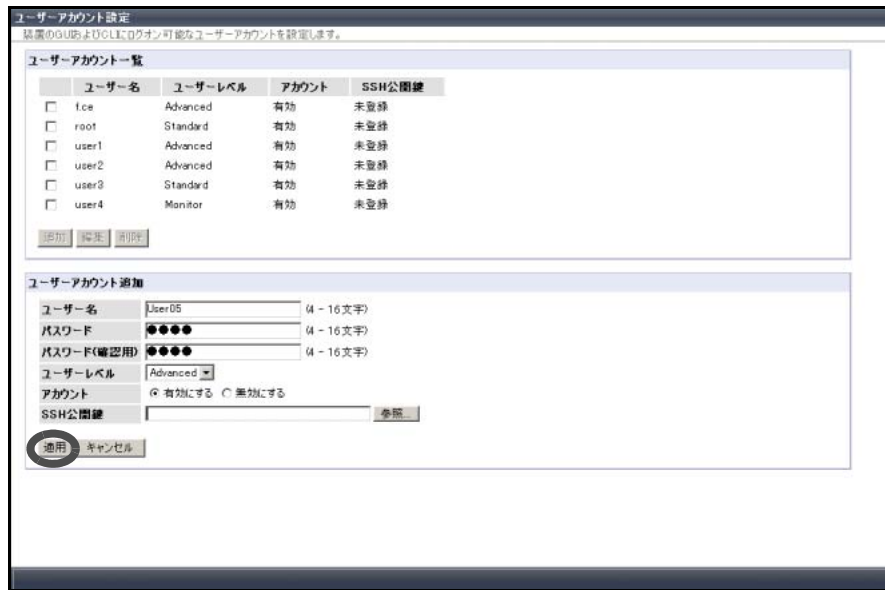 ユーザーアカウント設定
装置のGUIおよびCLIにログオン可能なユーザーアカウントを設定します。
ユーザーアカウント一覧
ユーザー名 ユーザーレベル アカウント SSH公開鍵
f.ce Advanced 有効 未登録
root Standard 有効 未登録
user1 Advanced 有効 未登録
user2 Advanced 有効 未登録
user3 Standard 有効 未登録
user4 Monitor 有効 未登録
追加 編集 削除
ユーザーアカウント追加
ユーザー名 User05 (4 - 16文字)
パスワード ●●●● (4 - 16文字)
パスワード(確認用) ●●●● (4 - 16文字)
ユーザーレベル Advanced
アカウント 有効にする 無効にする
SSH公開鍵 参照...
適用 キャンセル